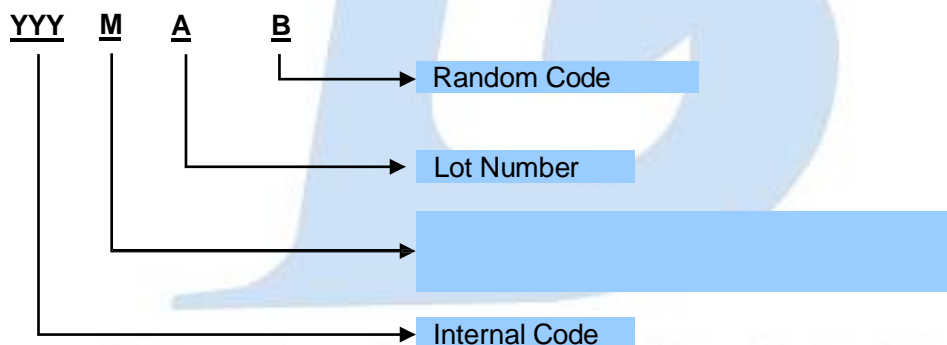 YYY M A B
Random Code
Lot Number
Internal Code